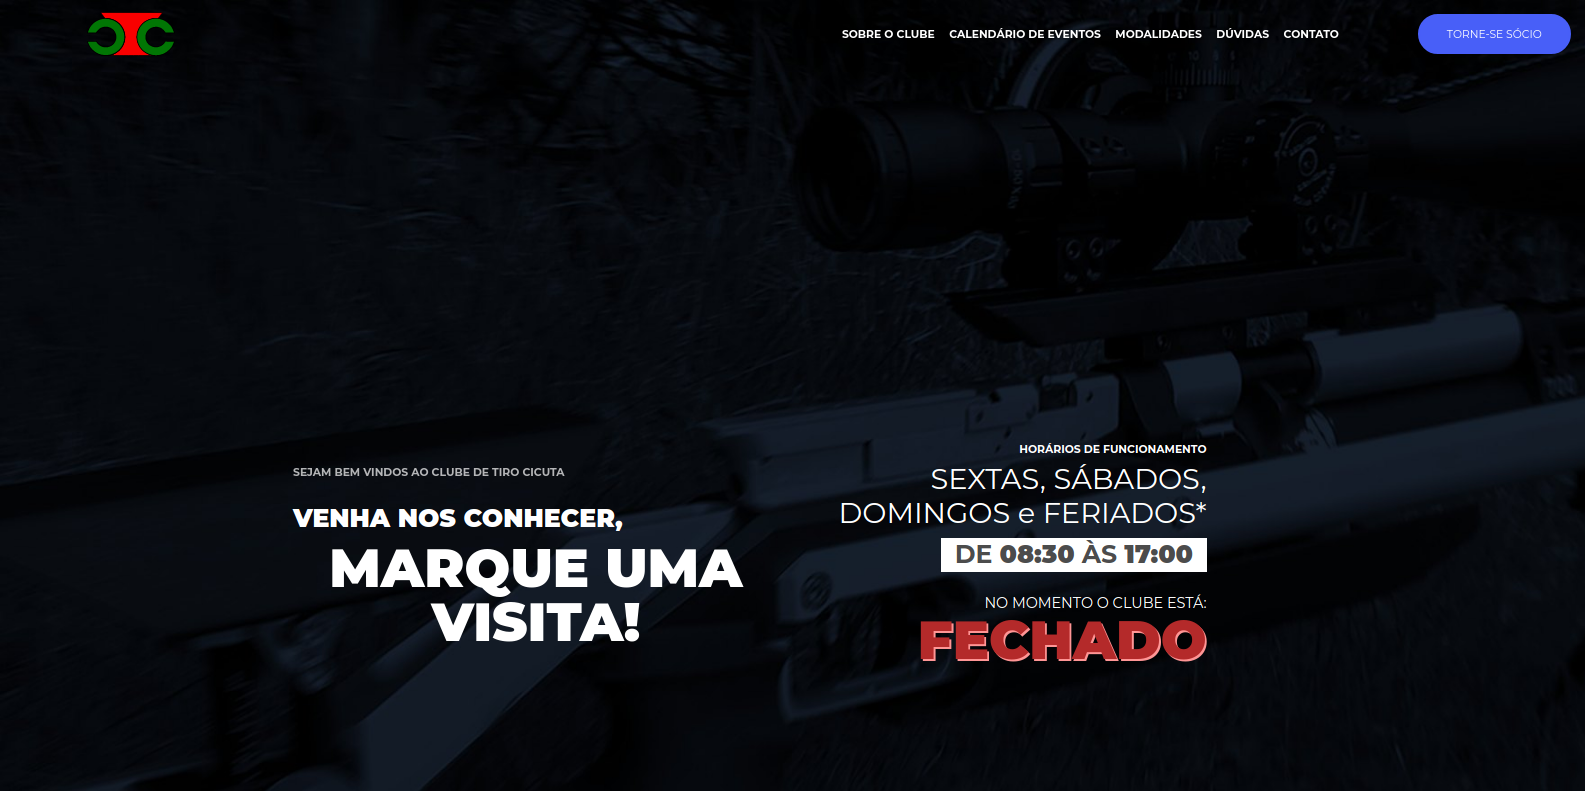 SOBRE O CLUBE CALENDÁRIO DE EVENTOS MODALIDADES DÚVIDAS CONTATO TORNE-SE SÓCIO
SEJAM BEM VINDOS AO CLUBE DE TIRO CICUTA
VENHA NOS CONHECER,
MARQUE UMA
VISITA!
HORÁRIOS DE FUNCIONAMENTO
SEXTAS, SÁBADOS,
DOMINGOS e FERIADOS*
DE 08:30 ÀS 17:00
NO MOMENTO O CLUBE ESTÁ:
FECHADO